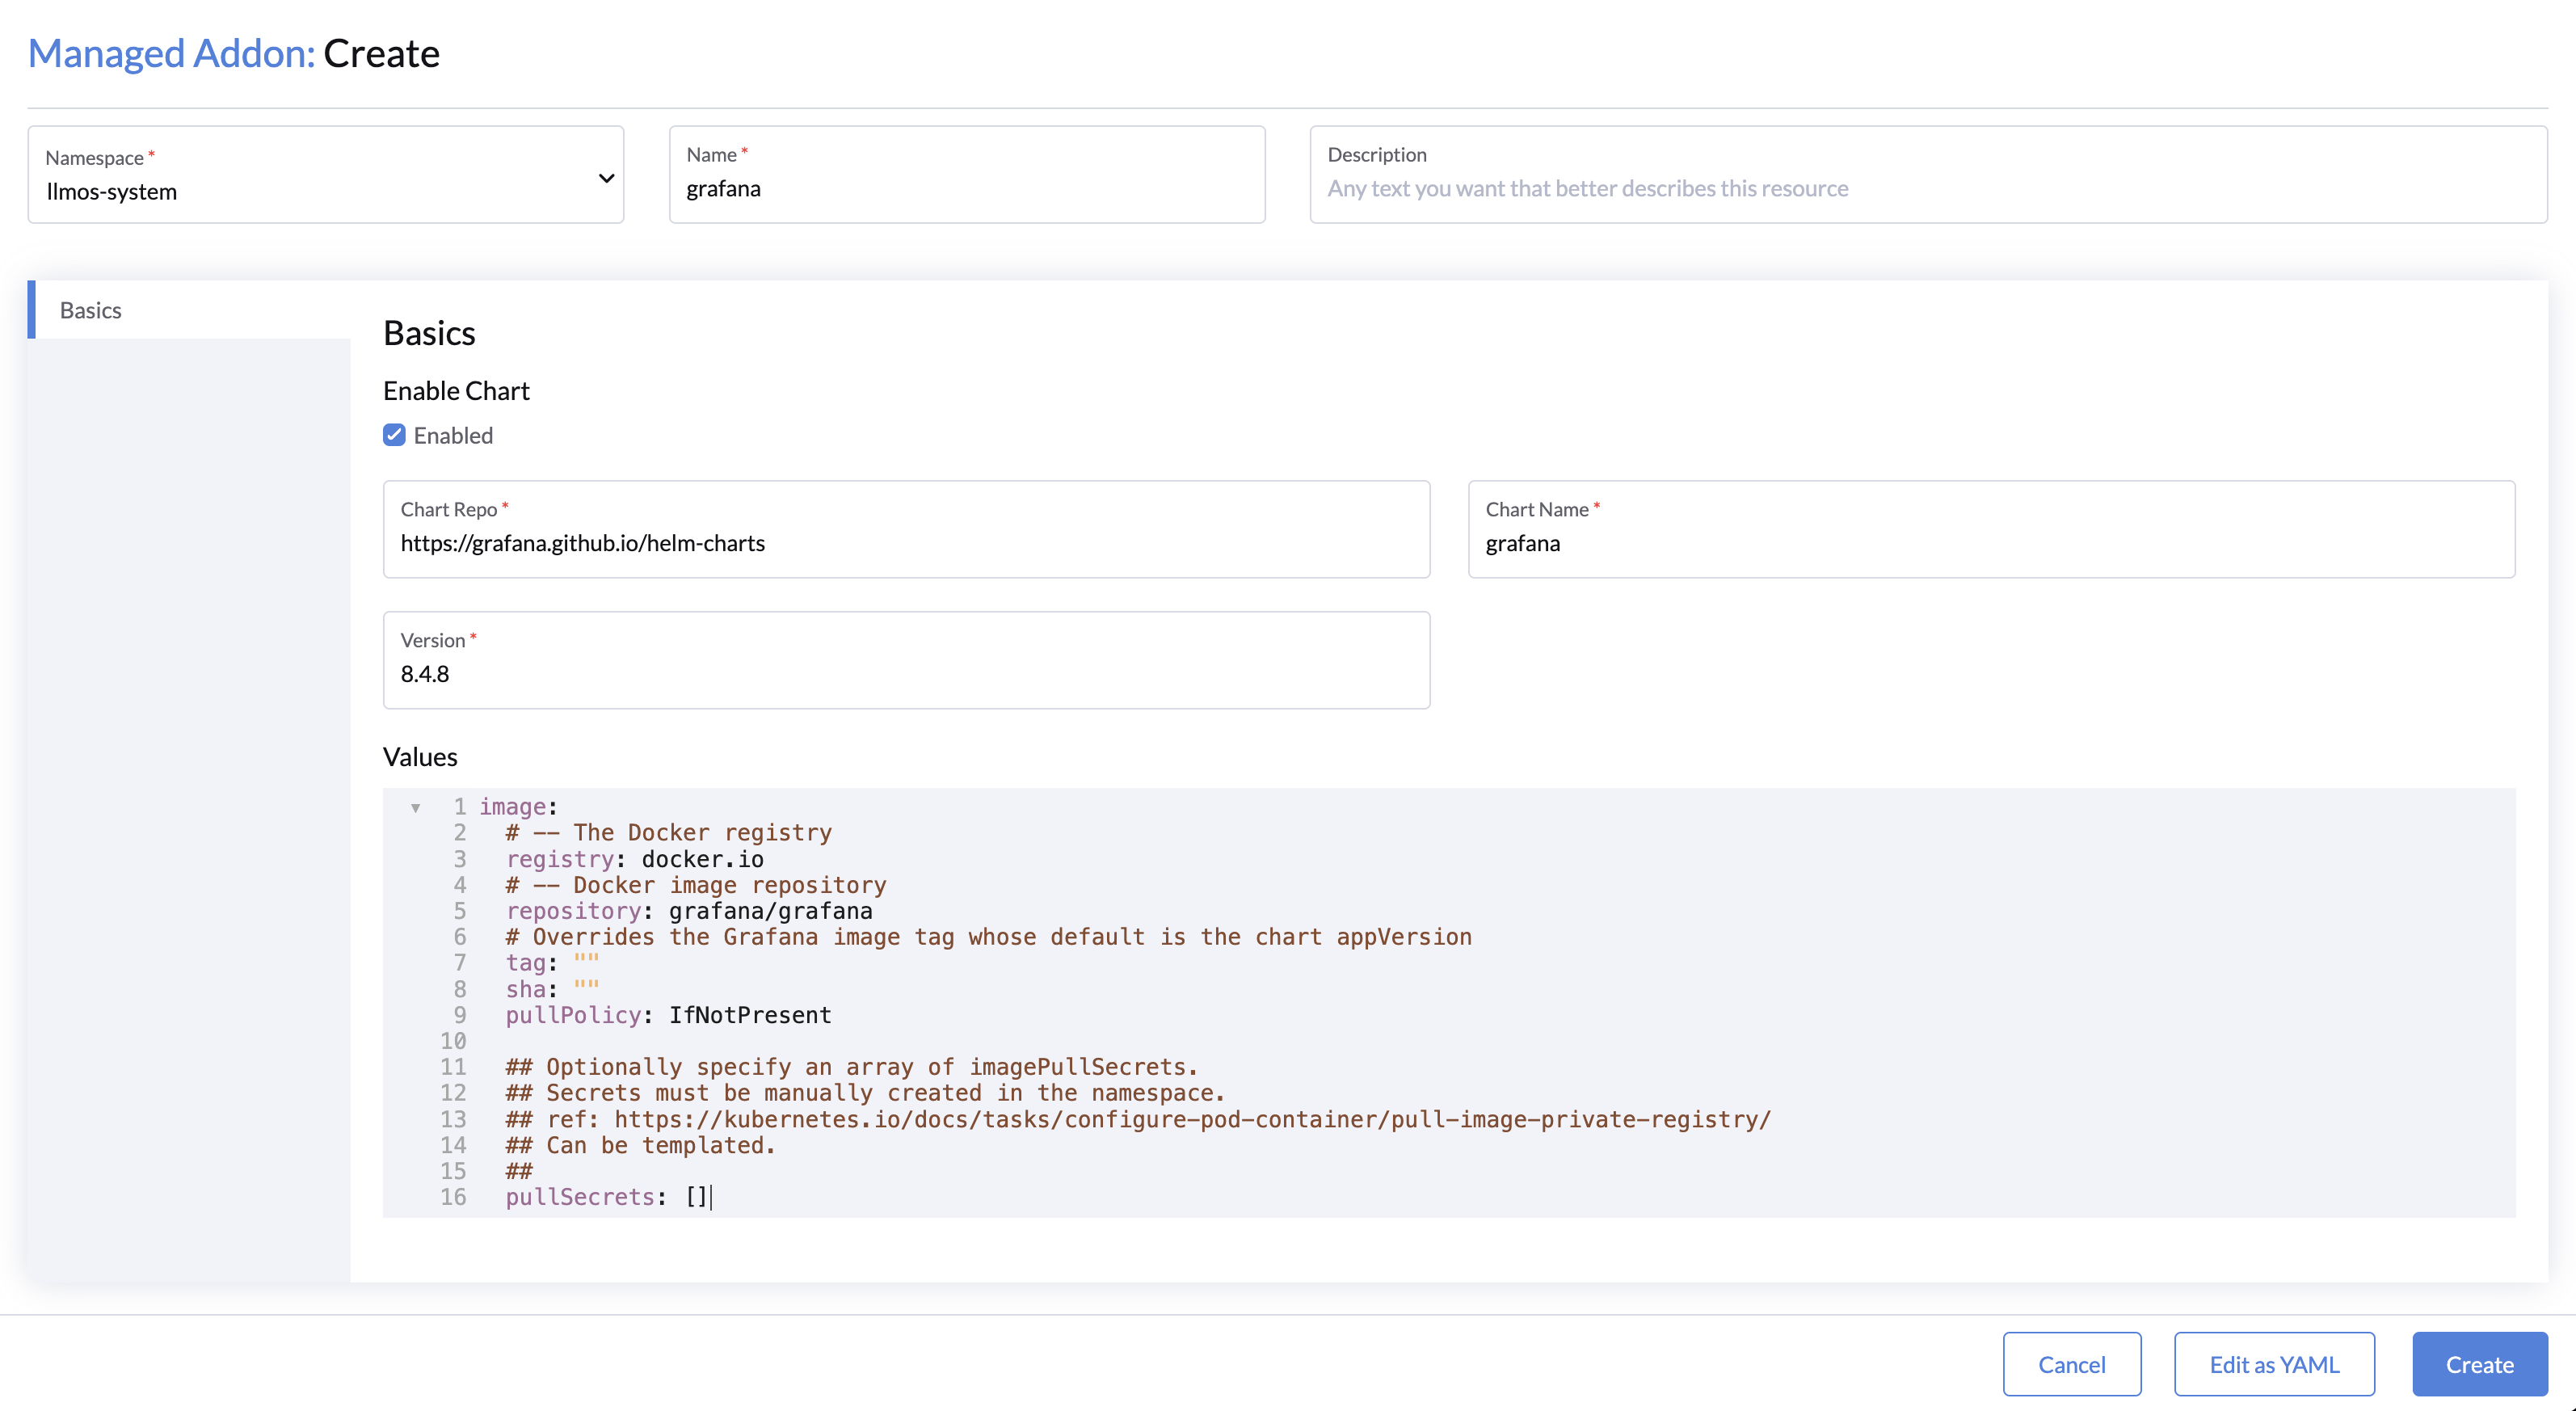 Managed Addon: Create
Namespace *
llmos-system
Name *
grafana
Description
Any text you want that better describes this resource
Basics
Basics
Enable Chart
Enabled
Chart Repo *
https://grafana.github.io/helm-charts
Chart Name *
grafana
Version *
8.4.8
Values
1 image:
2   # -- The Docker registry
3   registry: docker.io
4   # -- Docker image repository
5   repository: grafana/grafana
6   # Overrides the Grafana image tag whose default is the chart appVersion
7   tag: ""
8   sha: ""
9   pullPolicy: IfNotPresent
10
11   ## Optionally specify an array of imagePullSecrets.
12   ## Secrets must be manually created in the namespace.
13   ## ref: https://kubernetes.io/docs/tasks/configure-pod-container/pull-image-private-registry/
14   ## Can be templated.
15   ##
16   pullSecrets: []
Cancel
Edit as YAML
Create